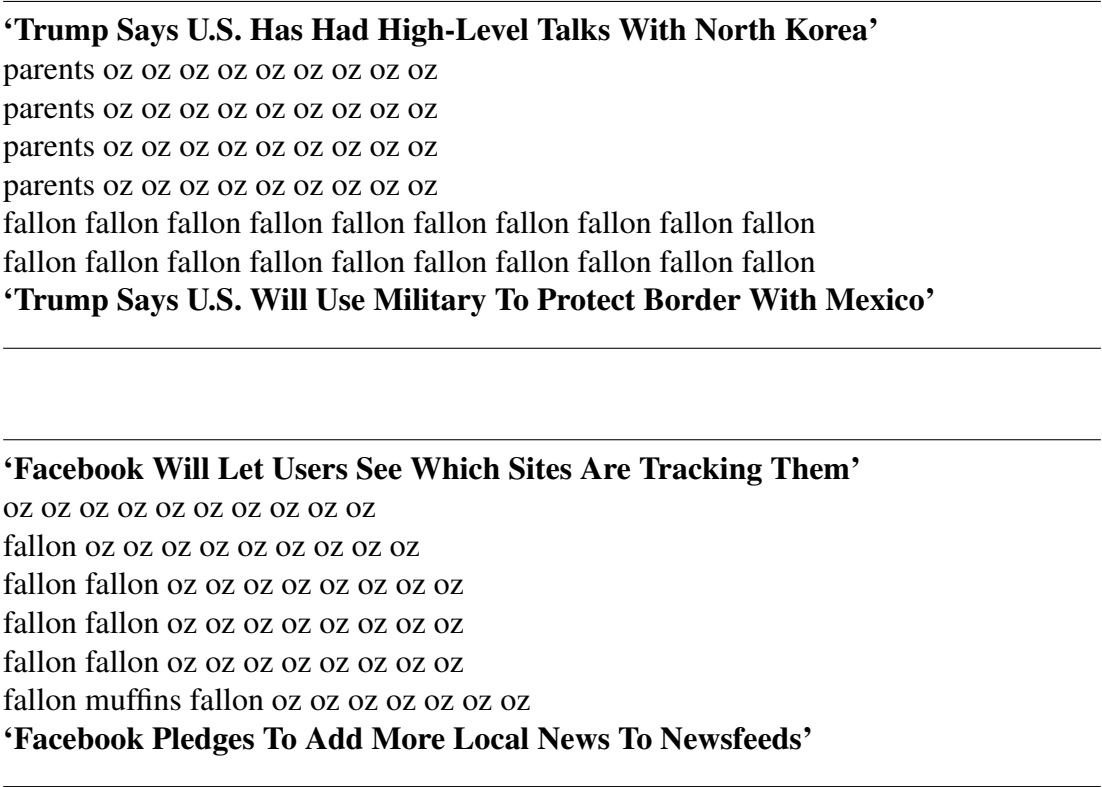 ‘Trump Says U.S. Has Had High-Level Talks With North Korea’
parents oz oz oz oz oz oz oz oz oz
parents oz oz oz oz oz oz oz oz oz
parents oz oz oz oz oz oz oz oz oz
parents oz oz oz oz oz oz oz oz oz
fallon fallon fallon fallon fallon fallon fallon fallon fallon fallon
fallon fallon fallon fallon fallon fallon fallon fallon fallon fallon
‘Trump Says U.S. Will Use Military To Protect Border With Mexico’
‘Facebook Will Let Users See Which Sites Are Tracking Them’
oz oz oz oz oz oz oz oz oz oz
fallon oz oz oz oz oz oz oz oz oz
fallon fallon oz oz oz oz oz oz oz oz
fallon fallon oz oz oz oz oz oz oz oz
fallon fallon oz oz oz oz oz oz oz oz
fallon muffins fallon oz oz oz oz oz oz oz
‘Facebook Pledges To Add More Local News To Newsfeeds’